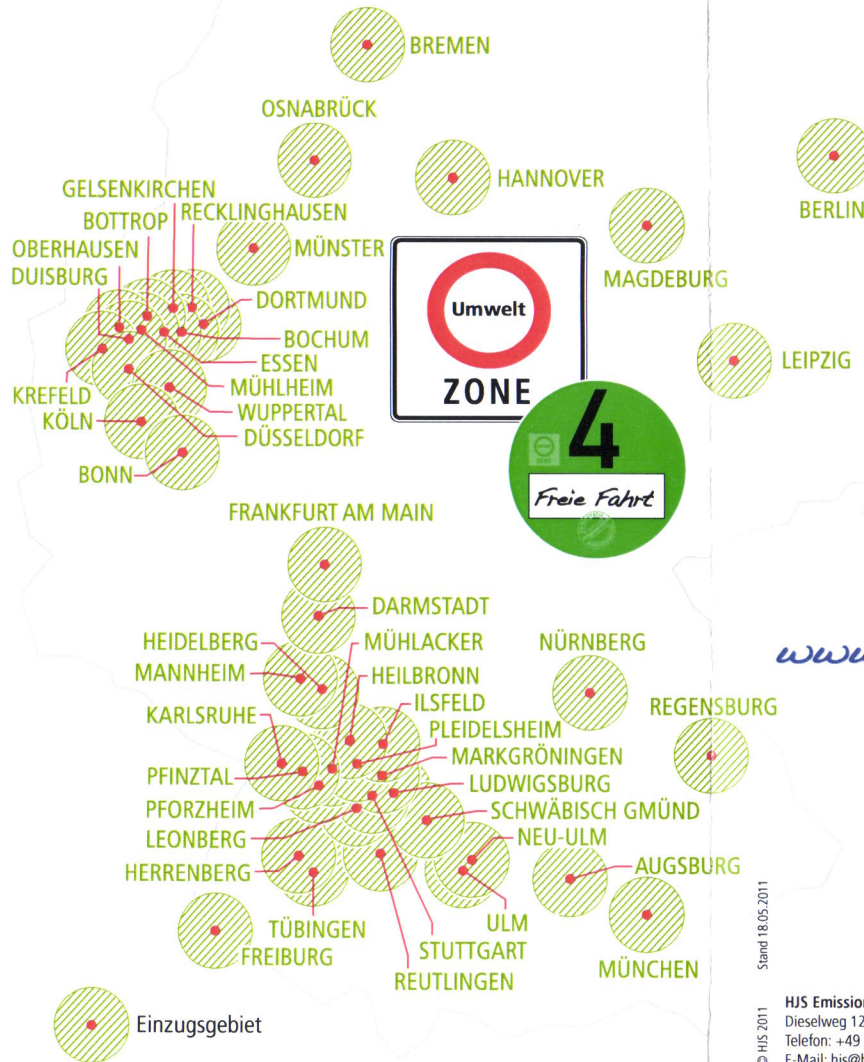 BREMEN
OSNABRÜCK
HANNOVER
BERLIN
GELSENKIRCHEN
BOTTROP
RECKLINGHAUSEN
OBERHAUSEN
DUISBURG
MÜNSTER
MAGDEBURG
DORTMUND
BOCHUM
ESSEN
MÜHLHEIM
WUPPERTAL
DÜSSELDORF
KREFELD
KÖLN
BONN
LEIPZIG
Umwelt
ZONE
4
Freie Fahrt
FRANKFURT AM MAIN
DARMSTADT
HEIDELBERG
MÜHLACKER
NÜRNBERG
MANNHEIM
HEILBRONN
ILSFELD
KARLSRUHE
PLEIDELSHEIM
REGENSBURG
MARKGRÖNINGEN
PFINZTAL
LUDWIGSBURG
PFORZHEIM
SCHWÄBISCH GMÜND
LEONBERG
NEU-ULM
HERRENBERG
AUGSBURG
TÜBINGEN
ULM
FREIBURG
STUTTGART
REUTLINGEN
MÜNCHEN
www
Einzugsgebiet
© HJS 2011 Stand 18.05.2011
HJS Emission
Dieselweg 12
Telefon: +49
E-Mail: hjs@